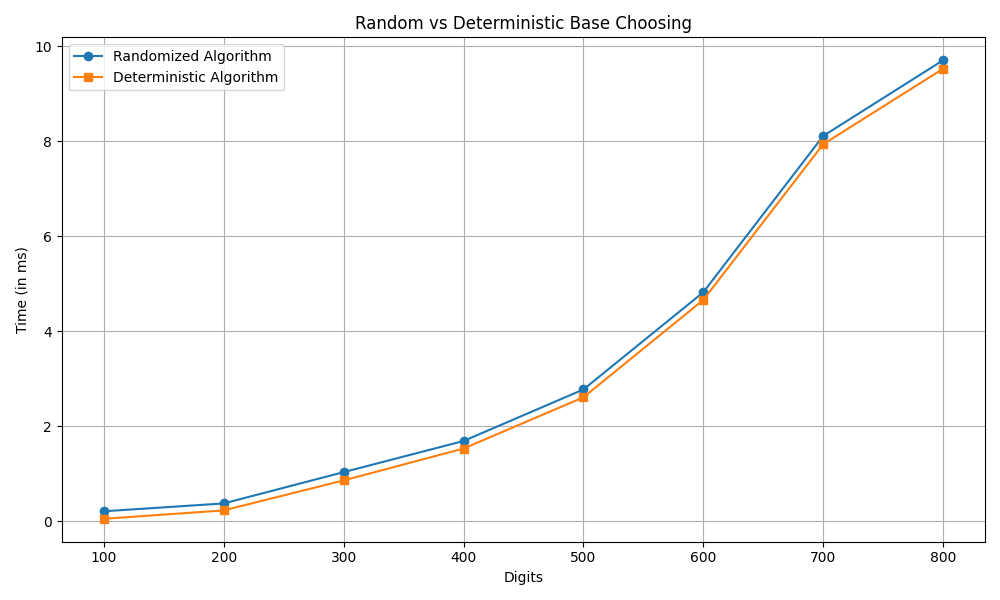 Random vs Deterministic Base Choosing
Randomized Algorithm
Deterministic Algorithm
Time (in ms)
10
8
6
4
2
0
100 200 300 400 500 600 700 800
Digits